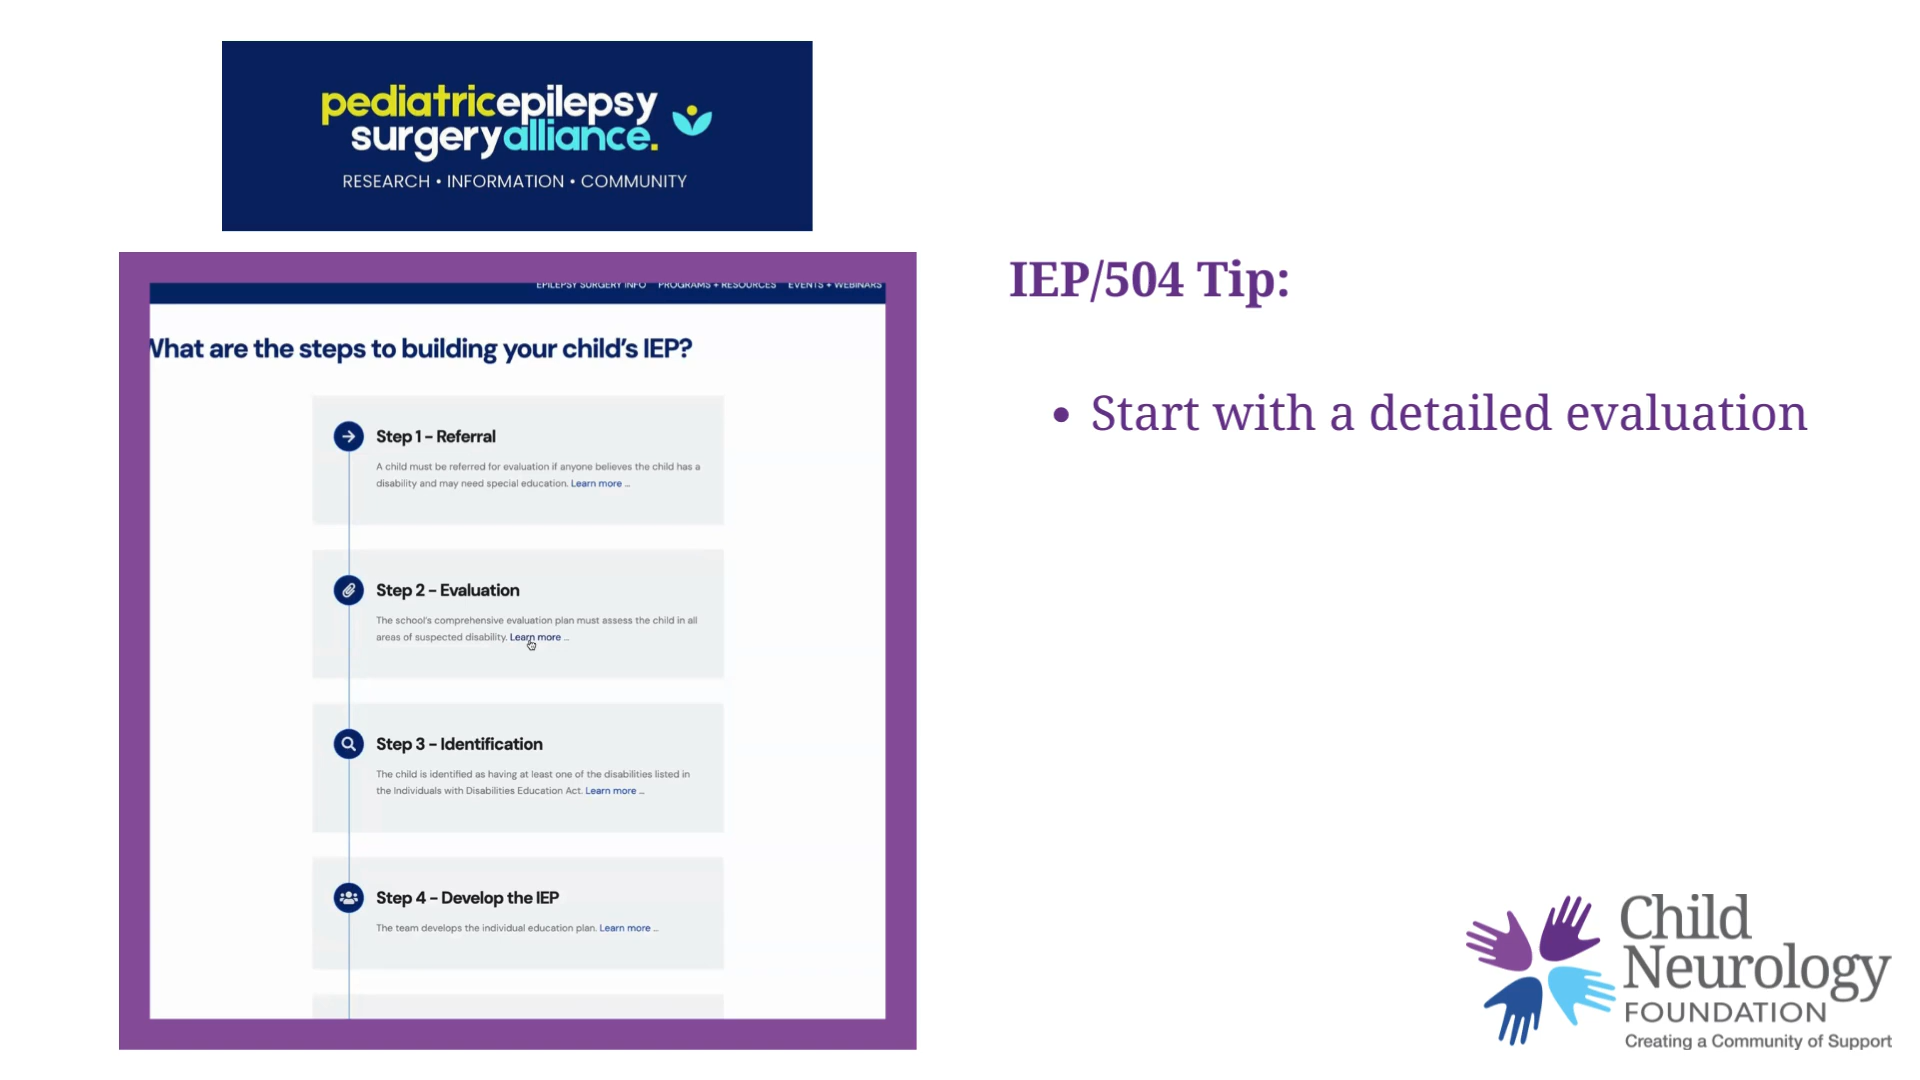 pediatricepilepsy
surgeryalliance.
RESEARCH • INFORMATION • COMMUNITY
EPILEPSY SURGERY INFO PROGRAMS + RESOURCES EVENTS + WEBINARS
What are the steps to building your child's IEP?
Step 1 – Referral
A child must be referred for evaluation if anyone believes the child has a
disability and may need special education. Learn more ...
Step 2 – Evaluation
The school's comprehensive evaluation plan must assess the child in all
areas of suspected disability. Learn more ...
Step 3 – Identification
The child is identified as having at least one of the disabilities listed in
the Individuals with Disabilities Education Act. Learn more ...
Step 4 – Develop the IEP
The team develops the individual education plan. Learn more ...
IEP/504 Tip:
• Start with a detailed evaluation
Child
Neurology
FOUNDATION
Creating a Community of Support